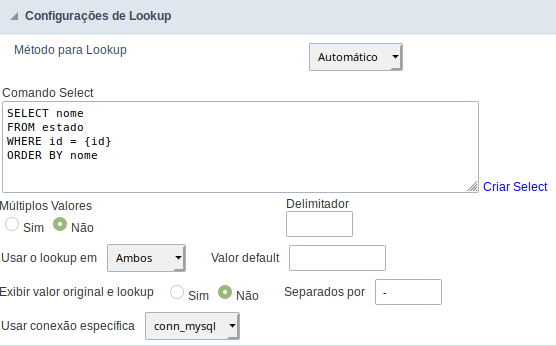 Configurações de Lookup
Método para Lookup
Automático
Comando Select
SELECT nome
FROM estado
WHERE id = {id}
ORDER BY nome
Criar Select
Múltiplos Valores
Delimitador
Sim Não
Usar o lookup em Ambos Valor default
Exibir valor original e lookup Sim Não Separados por -
Usar conexão específica conn_mysql